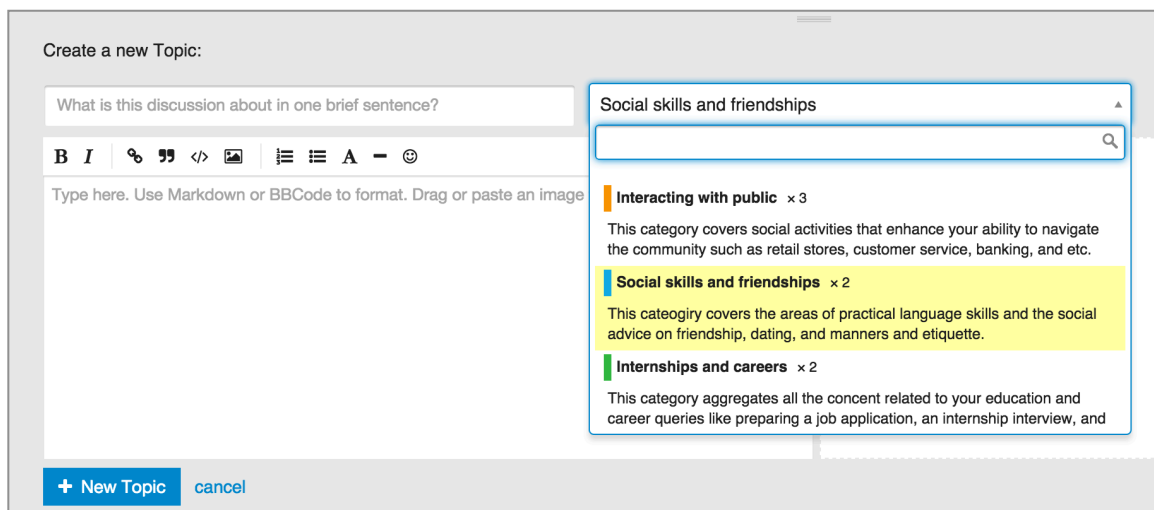 Create a new Topic:
What is this discussion about in one brief sentence?
Social skills and friendships
B I A
Type here. Use Markdown or BBCode to format. Drag or paste an image
Interacting with public × 3
This category covers social activities that enhance your ability to navigate
the community such as retail stores, customer service, banking, and etc.
Social skills and friendships × 2
This cateogiry covers the areas of practical language skills and the social
advice on friendship, dating, and manners and etiquette.
Internships and careers × 2
This category aggregates all the concent related to your education and
career queries like preparing a job application, an internship interview, and
+ New Topic cancel